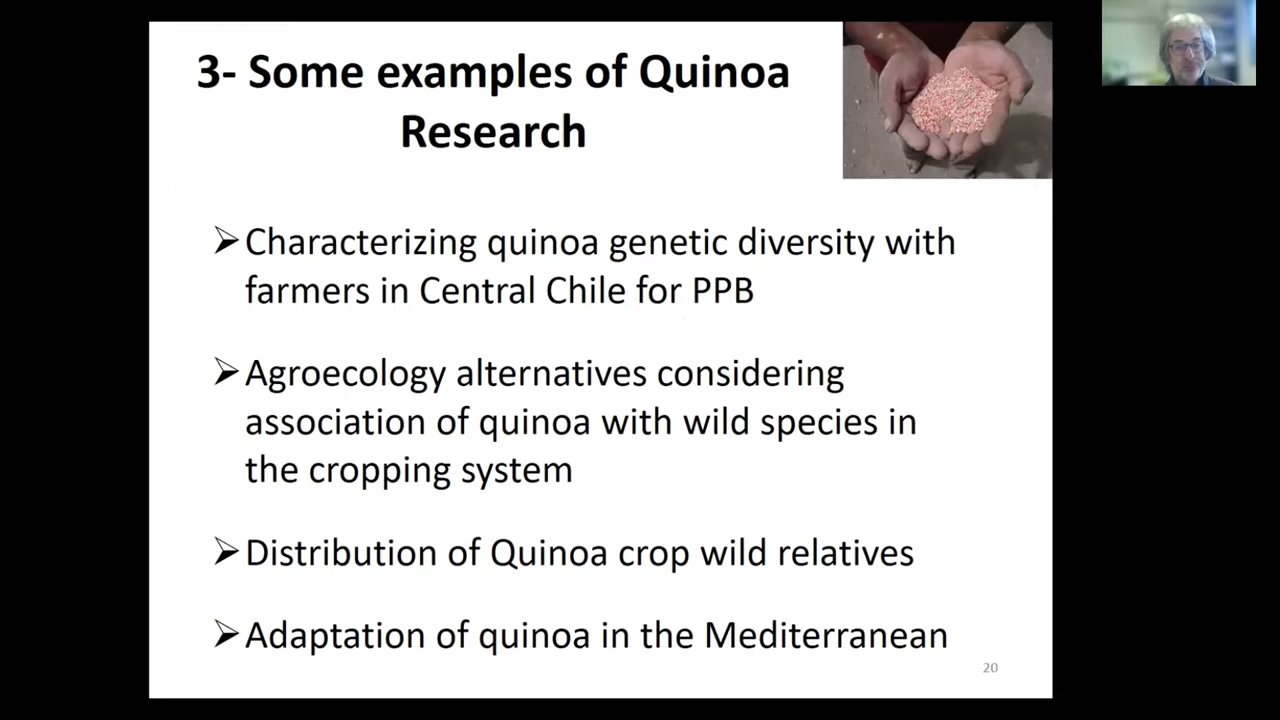 3- Some examples of Quinoa
Research
➢Characterizing quinoa genetic diversity with
farmers in Central Chile for PPB
➢Agroecology alternatives considering
association of quinoa with wild species in
the cropping system
➢Distribution of Quinoa crop wild relatives
➢Adaptation of quinoa in the Mediterranean
20